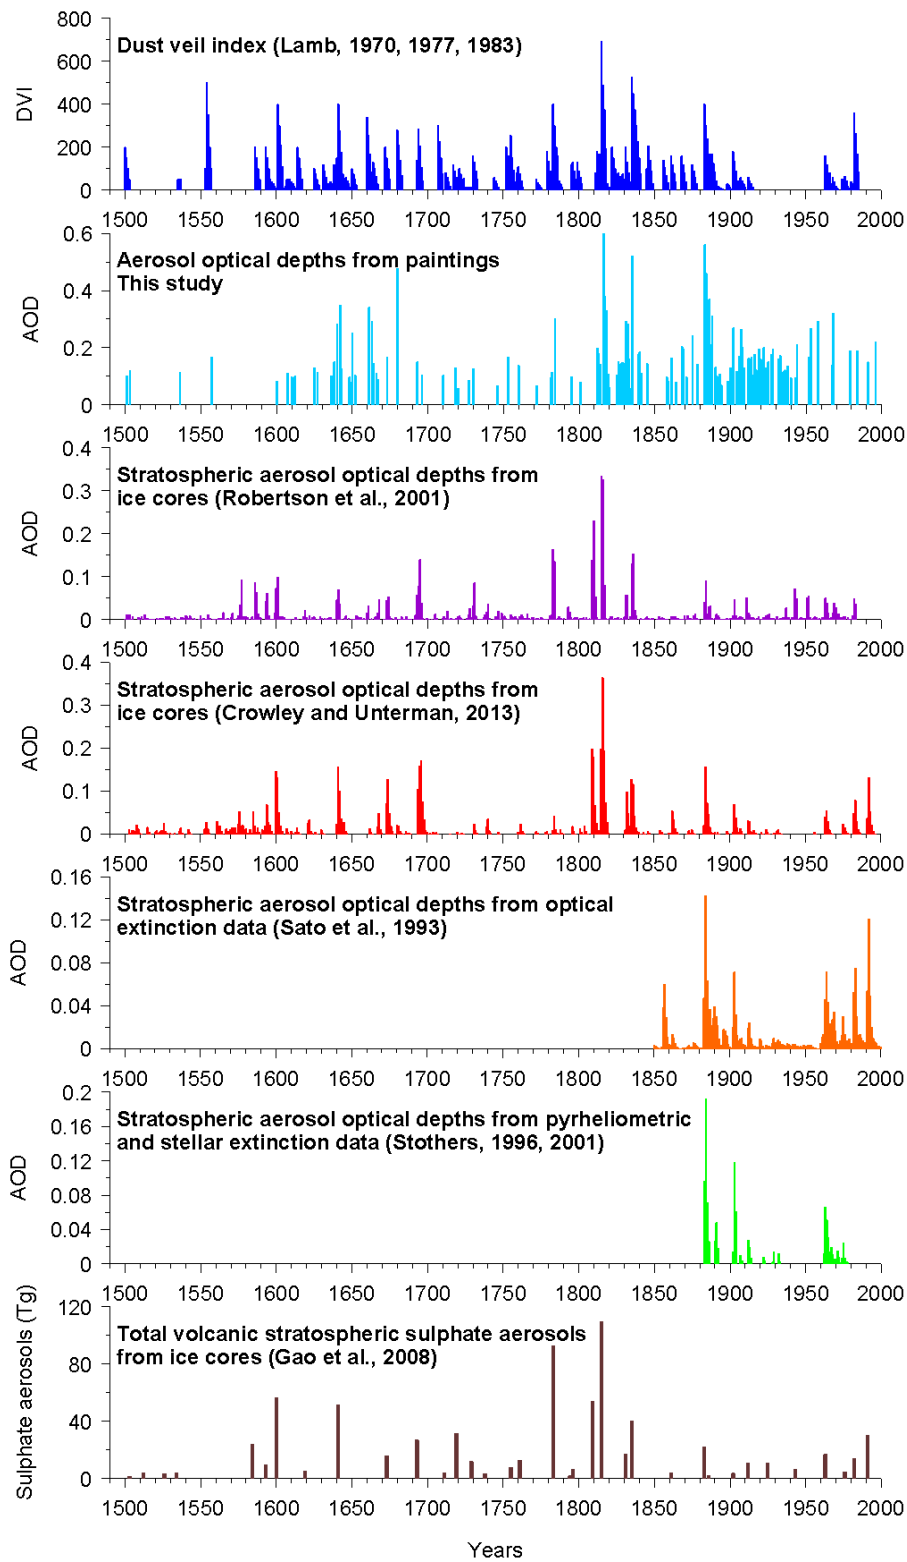 800
Dust veil index (Lamb, 1970, 1977, 1983)
600
DVI
400
200
0
1500 1550 1600 1650 1700 1750 1800 1850 1900 1950 2000
0.6
Aerosol optical depths from paintings
This study
0.4
AOD
0.2
0
1500 1550 1600 1650 1700 1750 1800 1850 1900 1950 2000
0.4
Stratospheric aerosol optical depths from
ice cores (Robertson et al., 2001)
0.3
AOD
0.2
0.1
0
1500 1550 1600 1650 1700 1750 1800 1850 1900 1950 2000
0.4
Stratospheric aerosol optical depths from
ice cores (Crowley and Unterman, 2013)
0.3
AOD
0.2
0.1
0
1500 1550 1600 1650 1700 1750 1800 1850 1900 1950 2000
0.16
Stratospheric aerosol optical depths from optical
extinction data (Sato et al., 1993)
0.12
AOD
0.08
0.04
0
1500 1550 1600 1650 1700 1750 1800 1850 1900 1950 2000
0.2
Stratospheric aerosol optical depths from pyrheliometric
and stellar extinction data (Stothers, 1996, 2001)
0.16
0.12
AOD
0.08
0.04
0
1500 1550 1600 1650 1700 1750 1800 1850 1900 1950 2000
120
Total volcanic stratospheric sulphate aerosols
from ice cores (Gao et al., 2008)
Sulphate aerosols (Tg)
80
40
0
1500 1550 1600 1650 1700 1750 1800 1850 1900 1950 2000
Years